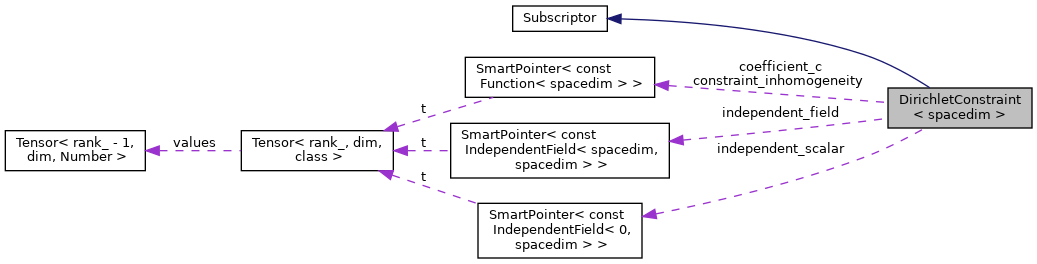 Subscriptor
SmartPointer< const
Function< spacedim > >
coefficient_c
constraint_inhomogeneity
DirichletConstraint
< spacedim >
t
independent_field
Tensor< rank_ - 1,
dim, Number >
values
Tensor< rank_, dim,
class >
t
SmartPointer< const
IndependentField< spacedim,
spacedim > >
independent_scalar
t
SmartPointer< const
IndependentField< 0,
spacedim > >